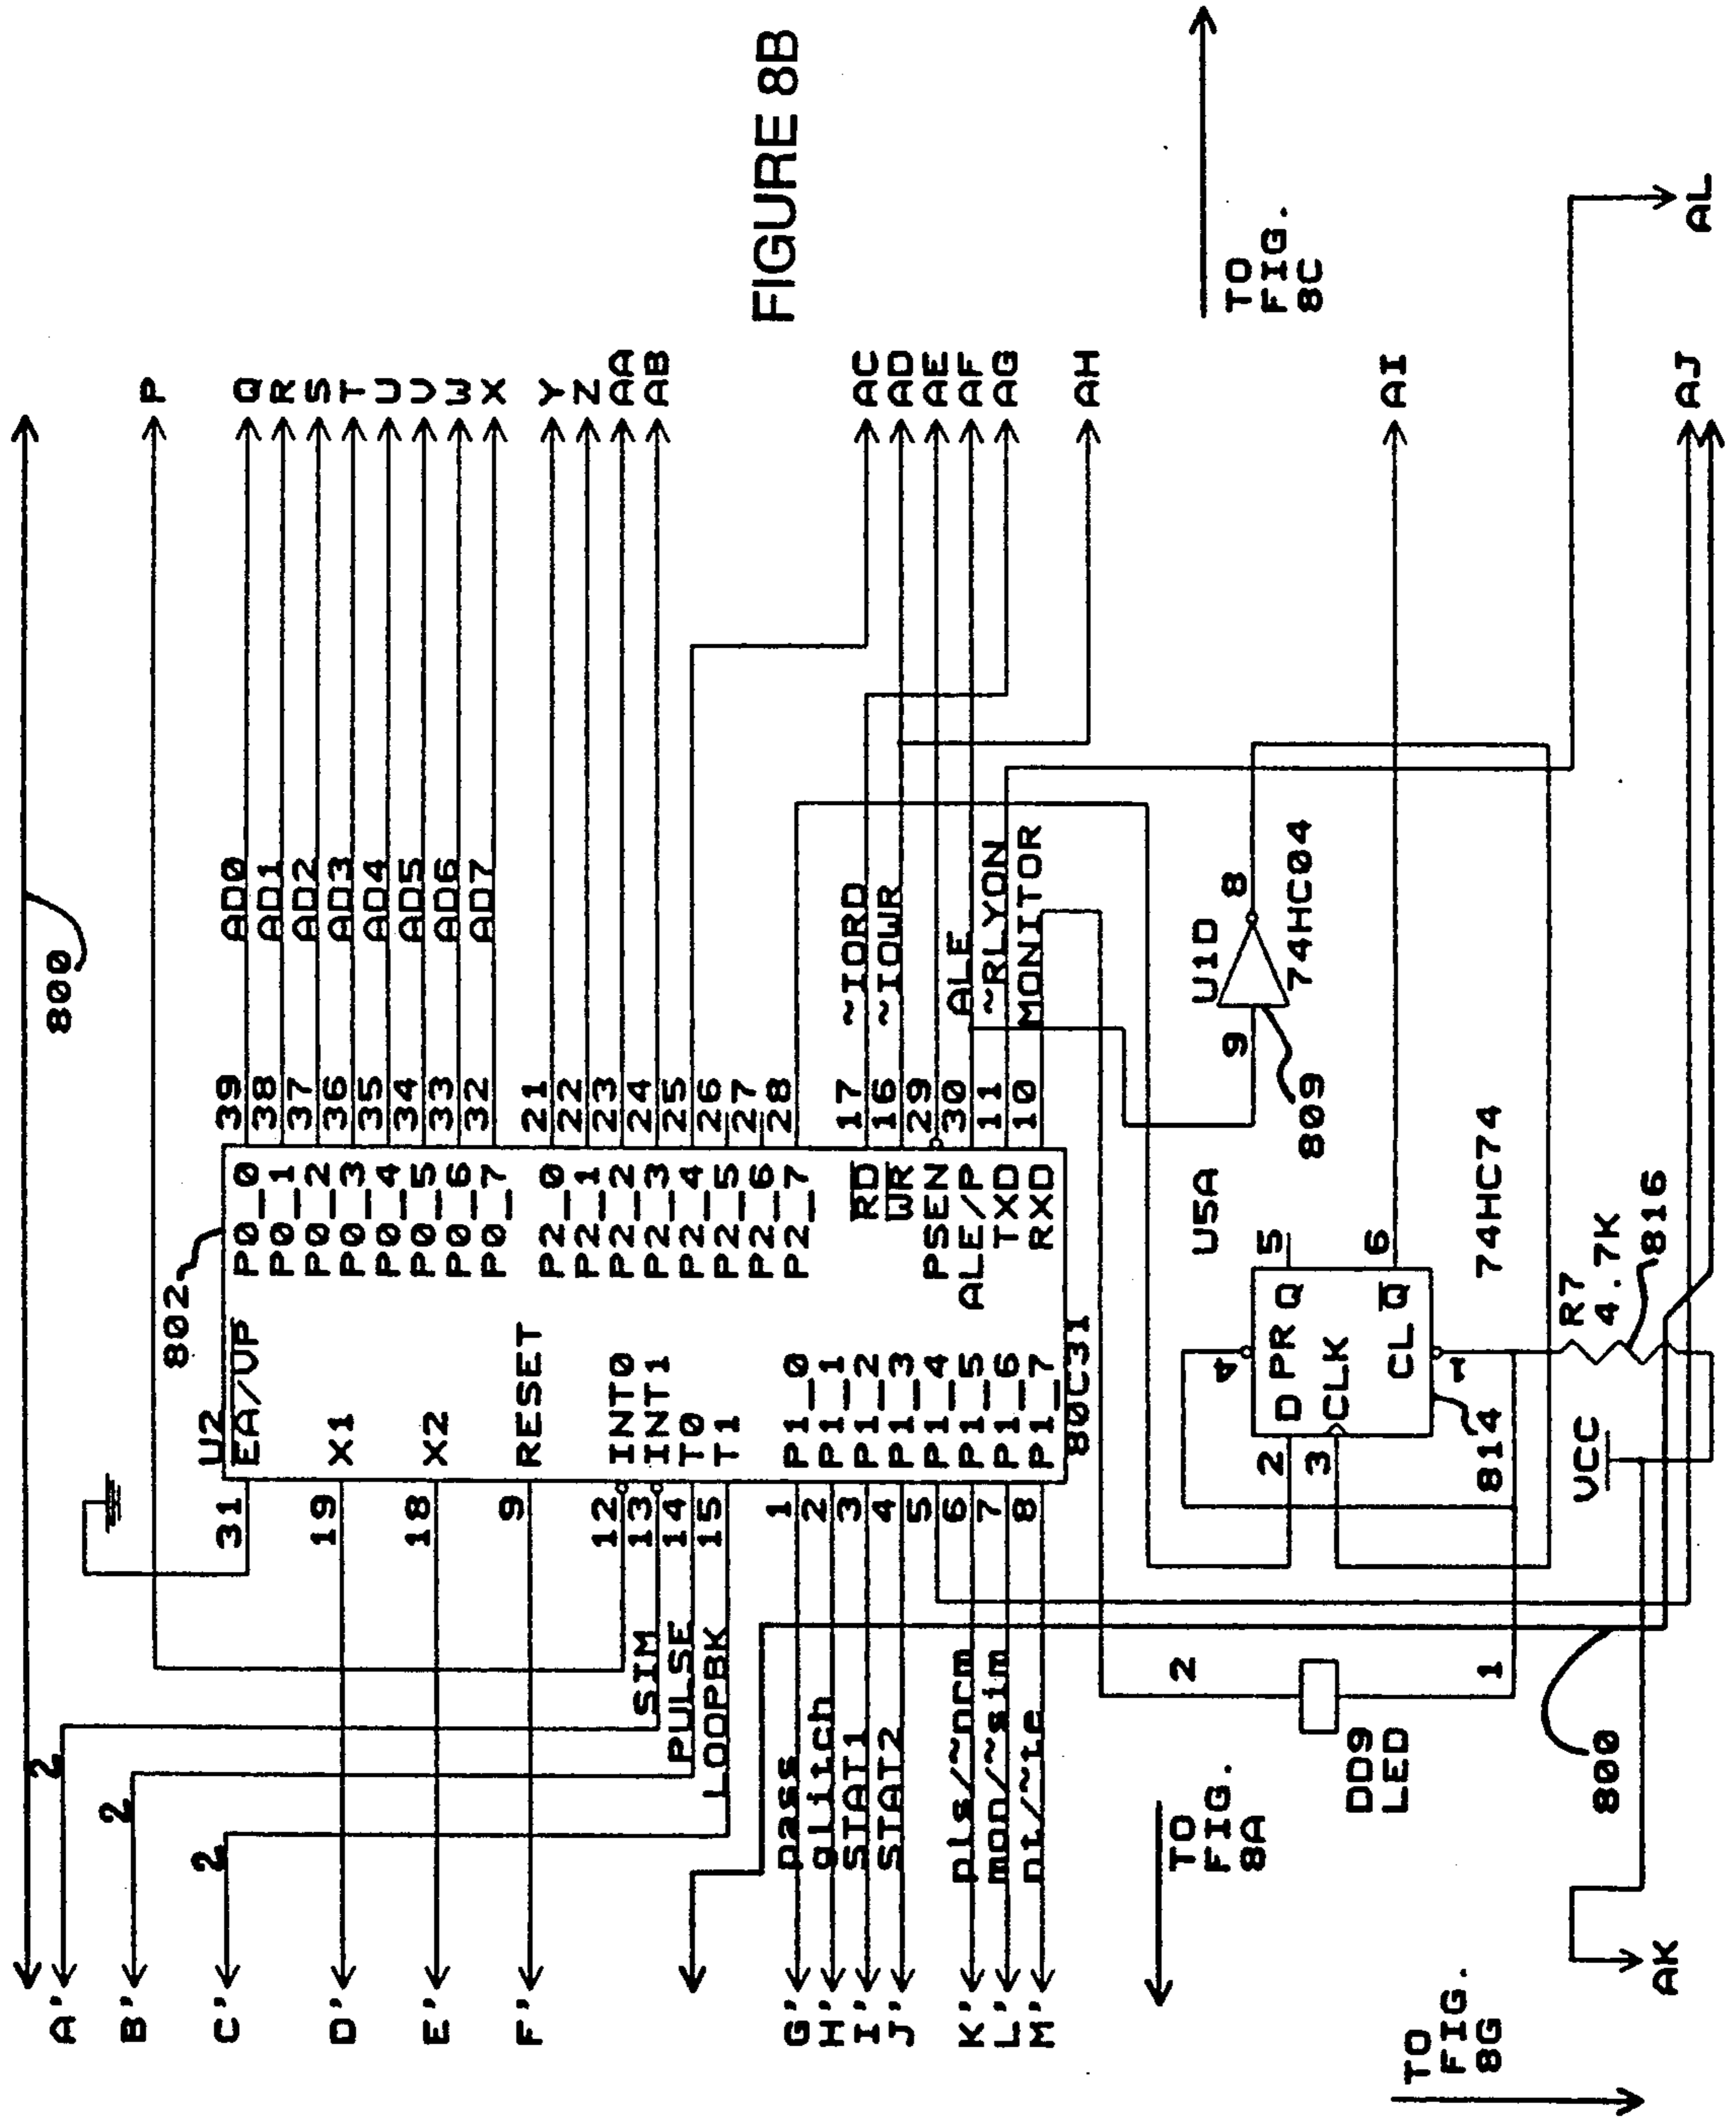 FIGURE 8B
800
P
Q
R
S
T
U
V
W
X
Y
Z
AA
AB
AC
AD
AE
AF
AG
AH
AI
AJ
AL
AK
TO
FIG.
8C
AD0
AD1
AD2
AD3
AD4
AD5
AD6
AD7
~IORD
~IOWR
ALE
~RLYON
MONITOR
802
U2
39
38
37
36
35
34
33
32
21
22
23
24
25
26
27
28
17
16
29
30
11
10
P0_0
P0_1
P0_2
P0_3
P0_4
P0_5
P0_6
P0_7
P2_0
P2_1
P2_2
P2_3
P2_4
P2_5
P2_6
P2_7
RD
WR
PSEN
ALE/P
TXD
RXD
EA/VP
X1
X2
RESET
INT0
INT1
T0
T1
P1_0
P1_1
P1_2
P1_3
P1_4
P1_5
P1_6
P1_7
80C31
31
19
18
9
12
13
14
15
1
2
3
4
5
6
7
8
SIM
PULSE
LOOPBK
pass
glitch
STAT1
STAT2
pls/~ncm
mon/~sim
nt/~te
2
2
2
A'
B'
C'
D'
E'
F'
G'
H'
I'
J'
K'
L'
M'
U1D
9
8
74HC04
809
U5A
2
3
4
1
5
6
D PR Q
CLK
CL Q
74HC74
814
R7
4.7K
816
VCC
2
1
DD9
LED
800
TO
FIG.
8A
TO
FIG.
8G